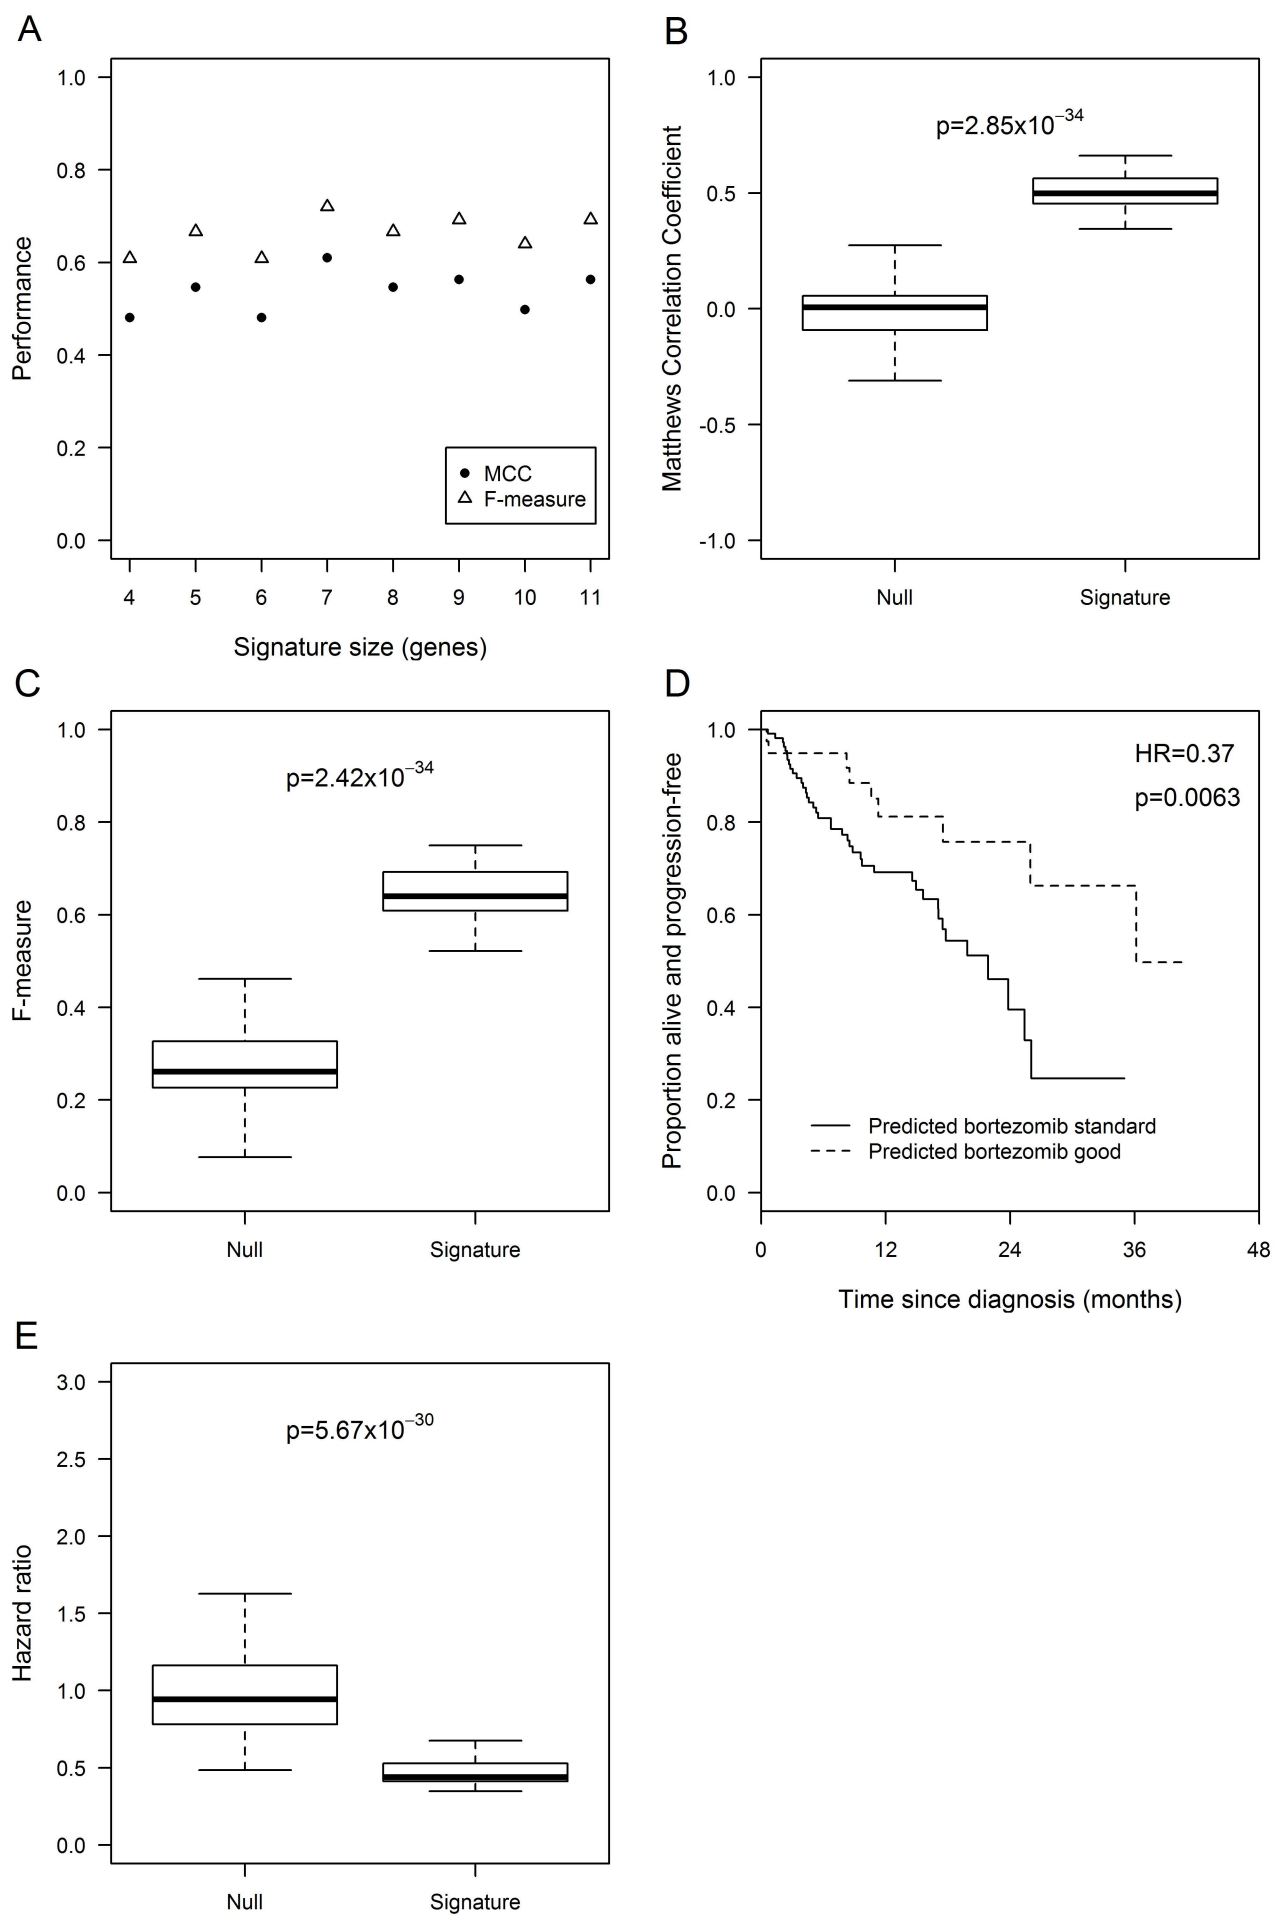 A
1.0
0.8
0.6
0.4
0.2
0.0
Performance
MCC
F-measure
4 5 6 7 8 9 10 11
Signature size (genes)
B
1.0
0.5
0.0
-0.5
-1.0
Matthews Correlation Coefficient
p=2.85x10⁻³⁴
Null Signature
C
1.0
0.8
0.6
0.4
0.2
0.0
F-measure
p=2.42x10⁻³⁴
Null Signature
D
1.0
0.8
0.6
0.4
0.2
0.0
Proportion alive and progression-free
HR=0.37
p=0.0063
Predicted bortezomib standard
Predicted bortezomib good
0 12 24 36 48
Time since diagnosis (months)
E
3.0
2.5
2.0
1.5
1.0
0.5
0.0
Hazard ratio
p=5.67x10⁻³⁰
Null Signature